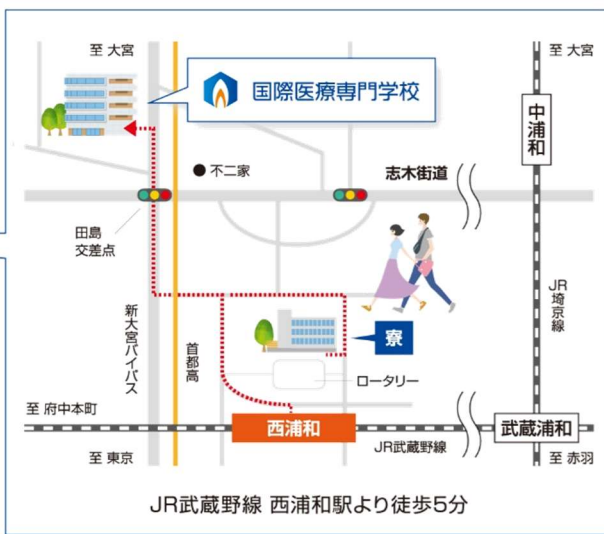 至 大宮
国際医療専門学校
至 大宮
中浦和
不二家
志木街道
田島
交差点
新大宮バイパス
首都高
JR埼京線
寮
ロータリー
至 府中本町
西浦和
武蔵浦和
JR武蔵野線
至 東京
至 赤羽
JR武蔵野線 西浦和駅より徒歩5分